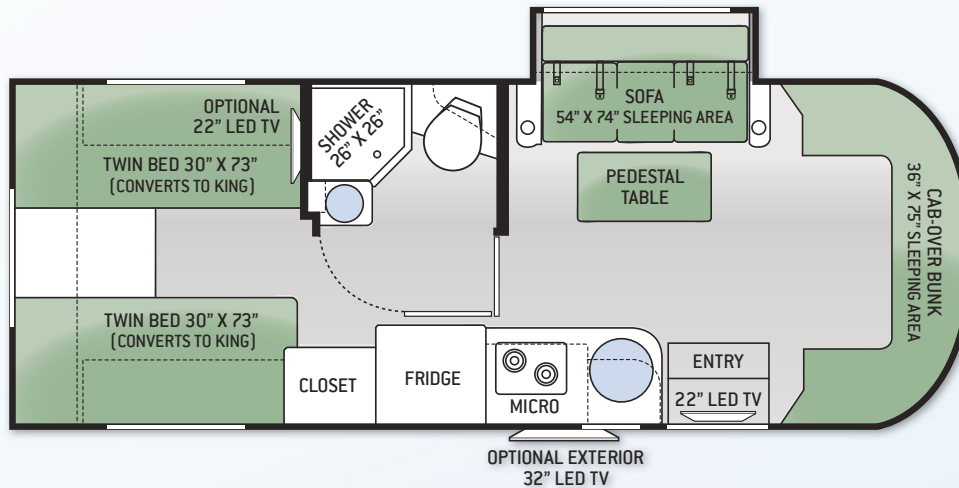 OPTIONAL
22” LED TV
TWIN BED 30” X 73”
(CONVERTS TO KING)
SHOWER
26” X 26”
SOFA
54” X 74” SLEEPING AREA
PEDESTAL
TABLE
CAB-OVER BUNK
36” X 75” SLEEPING AREA
TWIN BED 30” X 73”
(CONVERTS TO KING)
CLOSET
FRIDGE
MICRO
ENTRY
22” LED TV
OPTIONAL EXTERIOR
32” LED TV